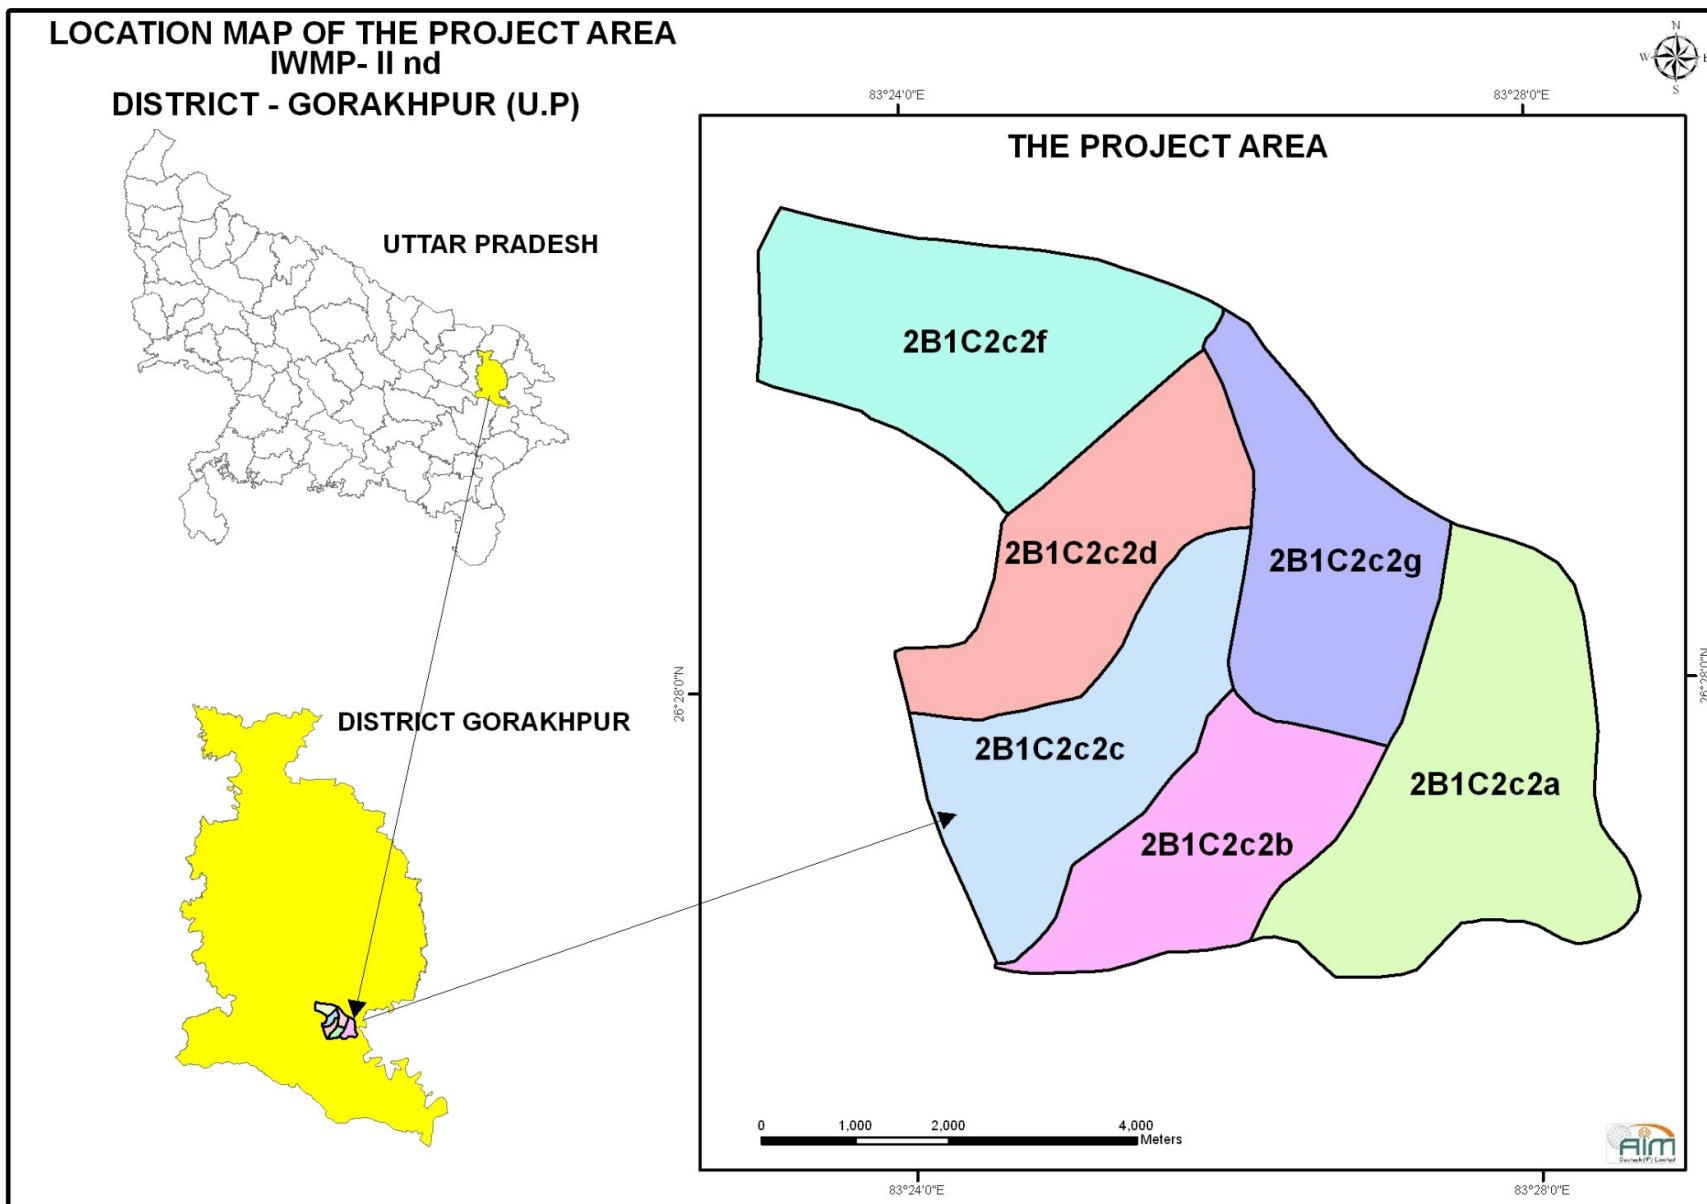 LOCATION MAP OF THE PROJECT AREA
IWMP- II nd
DISTRICT - GORAKHPUR (U.P)
UTTAR PRADESH
DISTRICT GORAKHPUR
N
W E
S
83°24'0"E 83°28'0"E
THE PROJECT AREA
2B1C2c2f
2B1C2c2d
2B1C2c2g
2B1C2c2c
2B1C2c2a
2B1C2c2b
26°28'0"N
26°28'0"N
0 1,000 2,000 4,000
Meters
AIM
Geotech (P) Limited
83°24'0"E 83°28'0"E